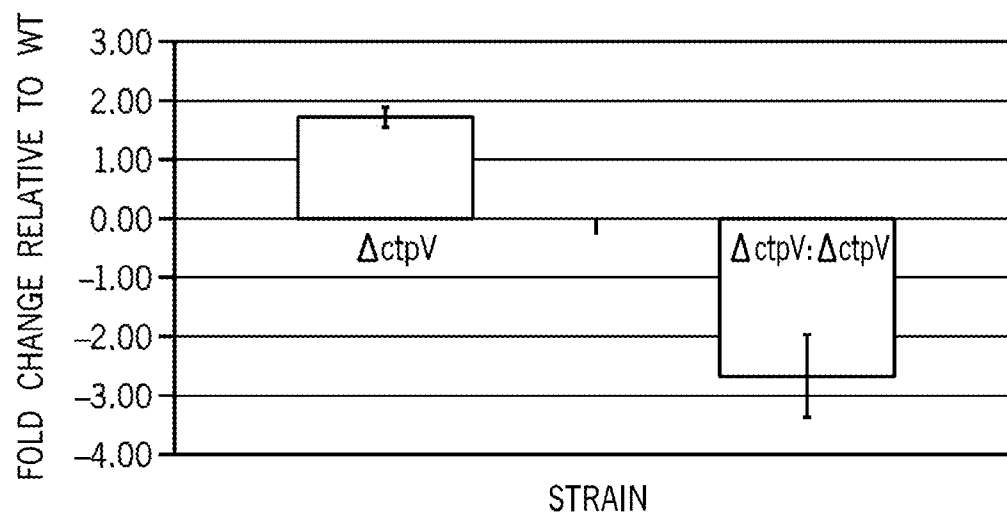 FOLD CHANGE RELATIVE TO WT
3.00
2.00
1.00
0.00
-1.00
-2.00
-3.00
-4.00
ΔctpV
ΔctpV:ΔctpV
STRAIN